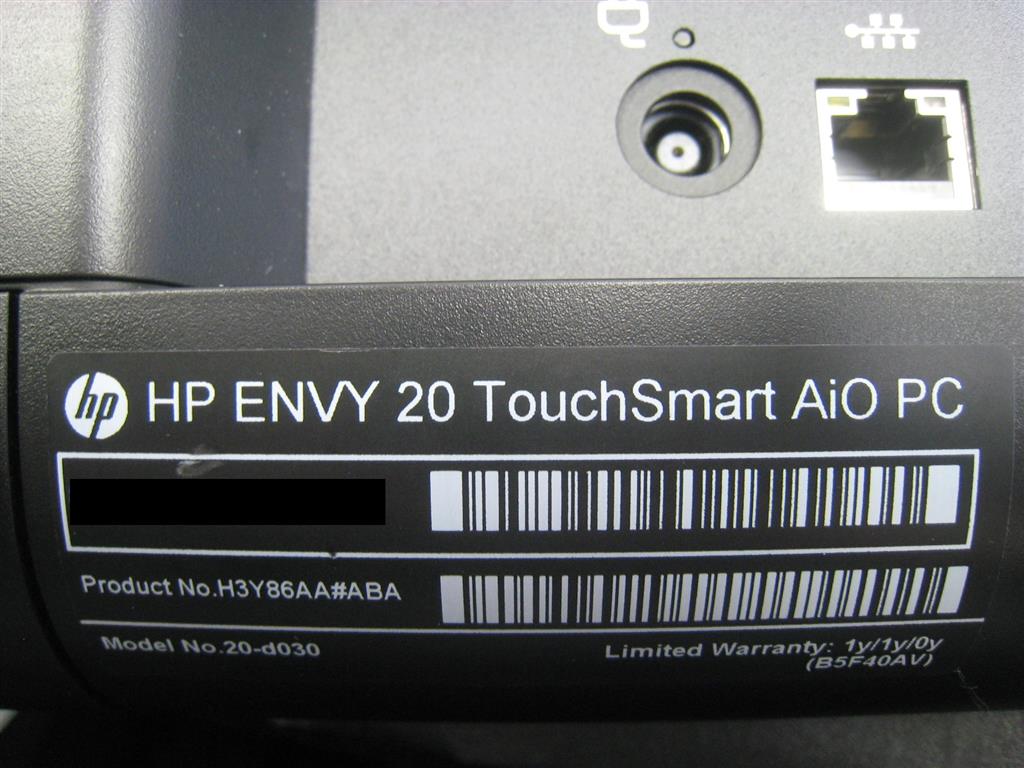 hp HP ENVY 20 TouchSmart AiO PC
Product No.H3Y86AA#ABA
Model No.20-d030
Limited Warranty: 1y/1y/0y
(B5F40AV)